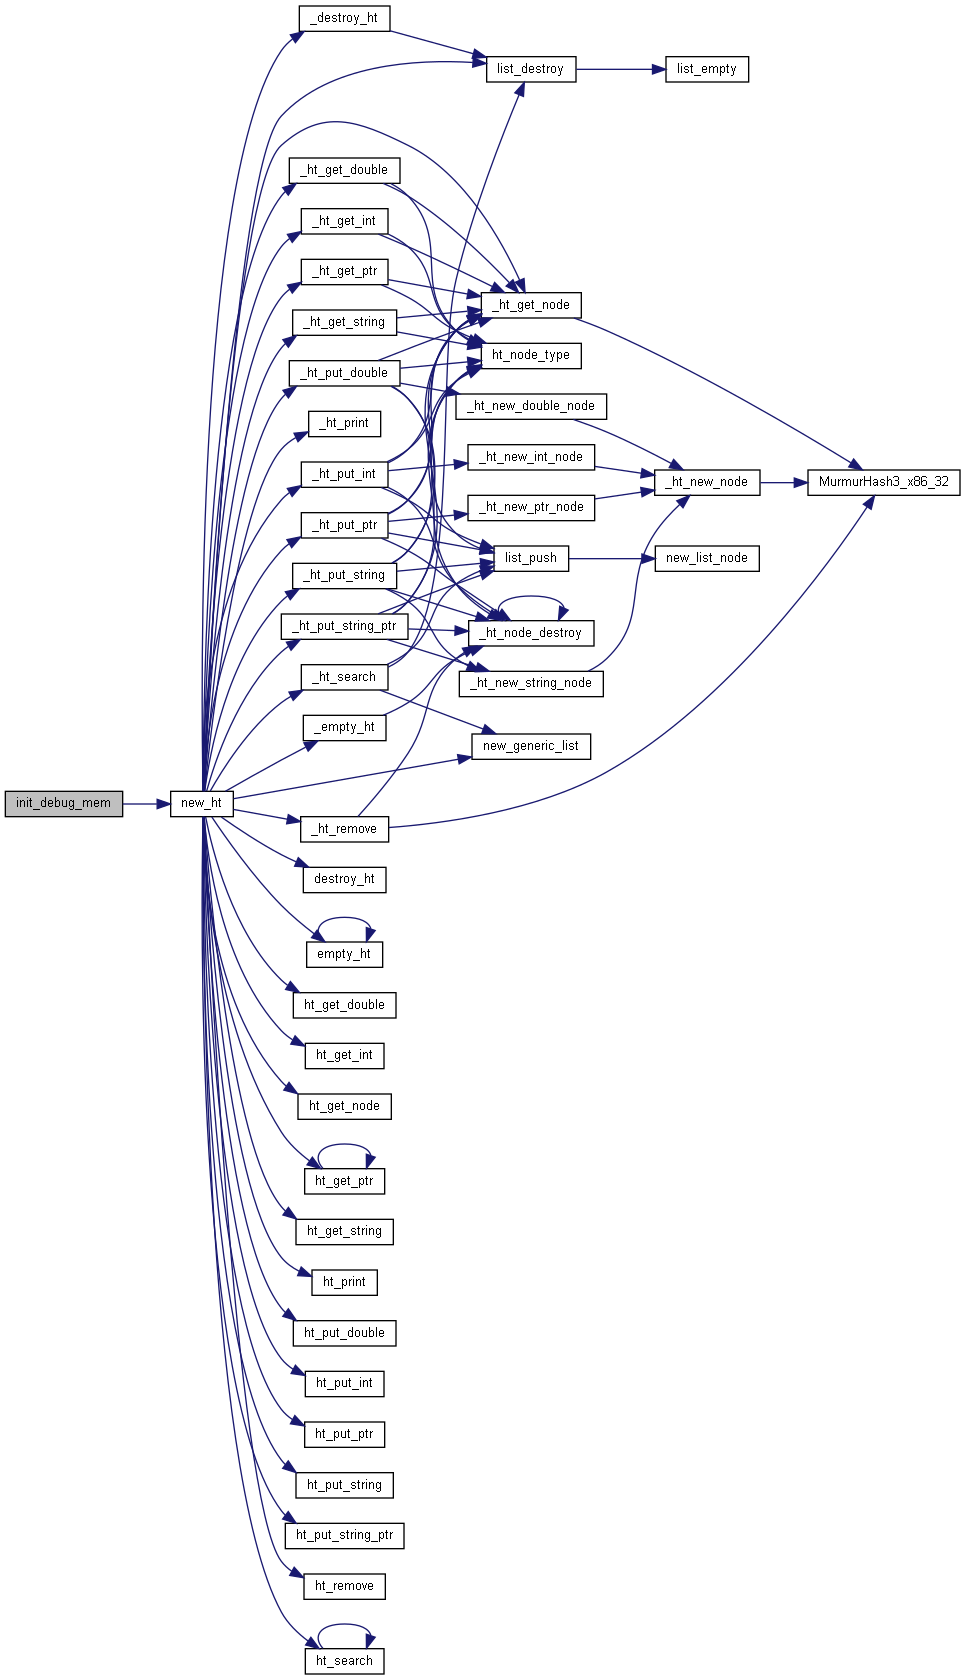 _destroy_ht
list_destroy
list_empty
_ht_get_double
_ht_get_int
_ht_get_ptr
_ht_get_node
_ht_get_string
ht_node_type
_ht_put_double
_ht_new_double_node
_ht_print
_ht_new_int_node
_ht_put_int
_ht_new_node
MurmurHash3_x86_32
_ht_new_ptr_node
_ht_put_ptr
list_push
new_list_node
_ht_put_string
_ht_put_string_ptr
_ht_node_destroy
_ht_search
_ht_new_string_node
_empty_ht
new_generic_list
init_debug_mem
new_ht
_ht_remove
destroy_ht
empty_ht
ht_get_double
ht_get_int
ht_get_node
ht_get_ptr
ht_get_string
ht_print
ht_put_double
ht_put_int
ht_put_ptr
ht_put_string
ht_put_string_ptr
ht_remove
ht_search